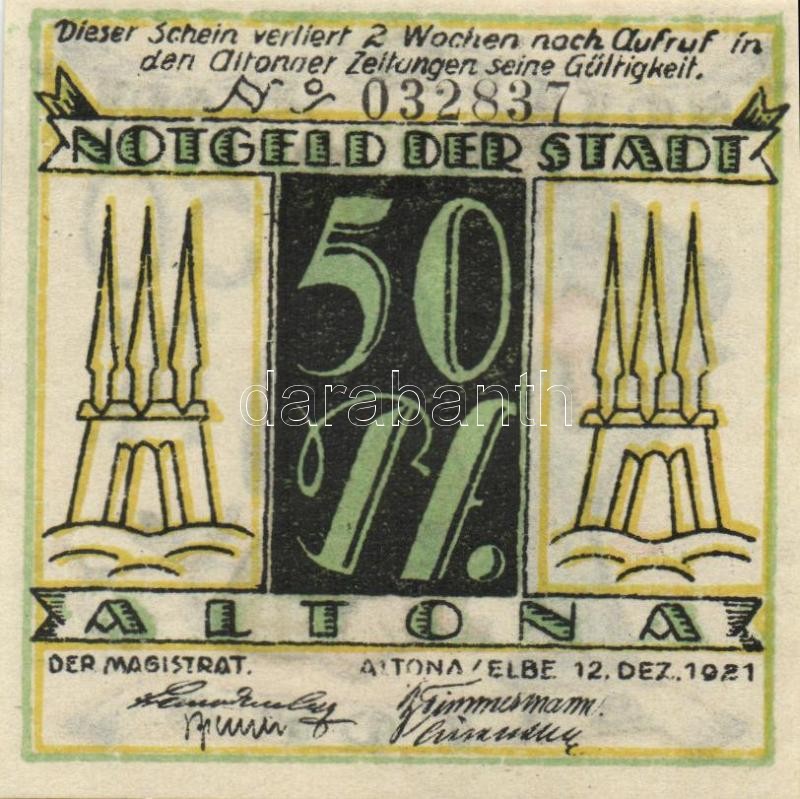 Dieser Schein verliert 2 Wochen nach Aufruf in
den Altonaer Zeitungen seine Gültigkeit.
No 032837
NOTGELD DER STADT
50
M.
darabanth
ALTONA
DER MAGISTRAT. ALTONA/ELBE 12. DEZ. 1921
Timmermann.